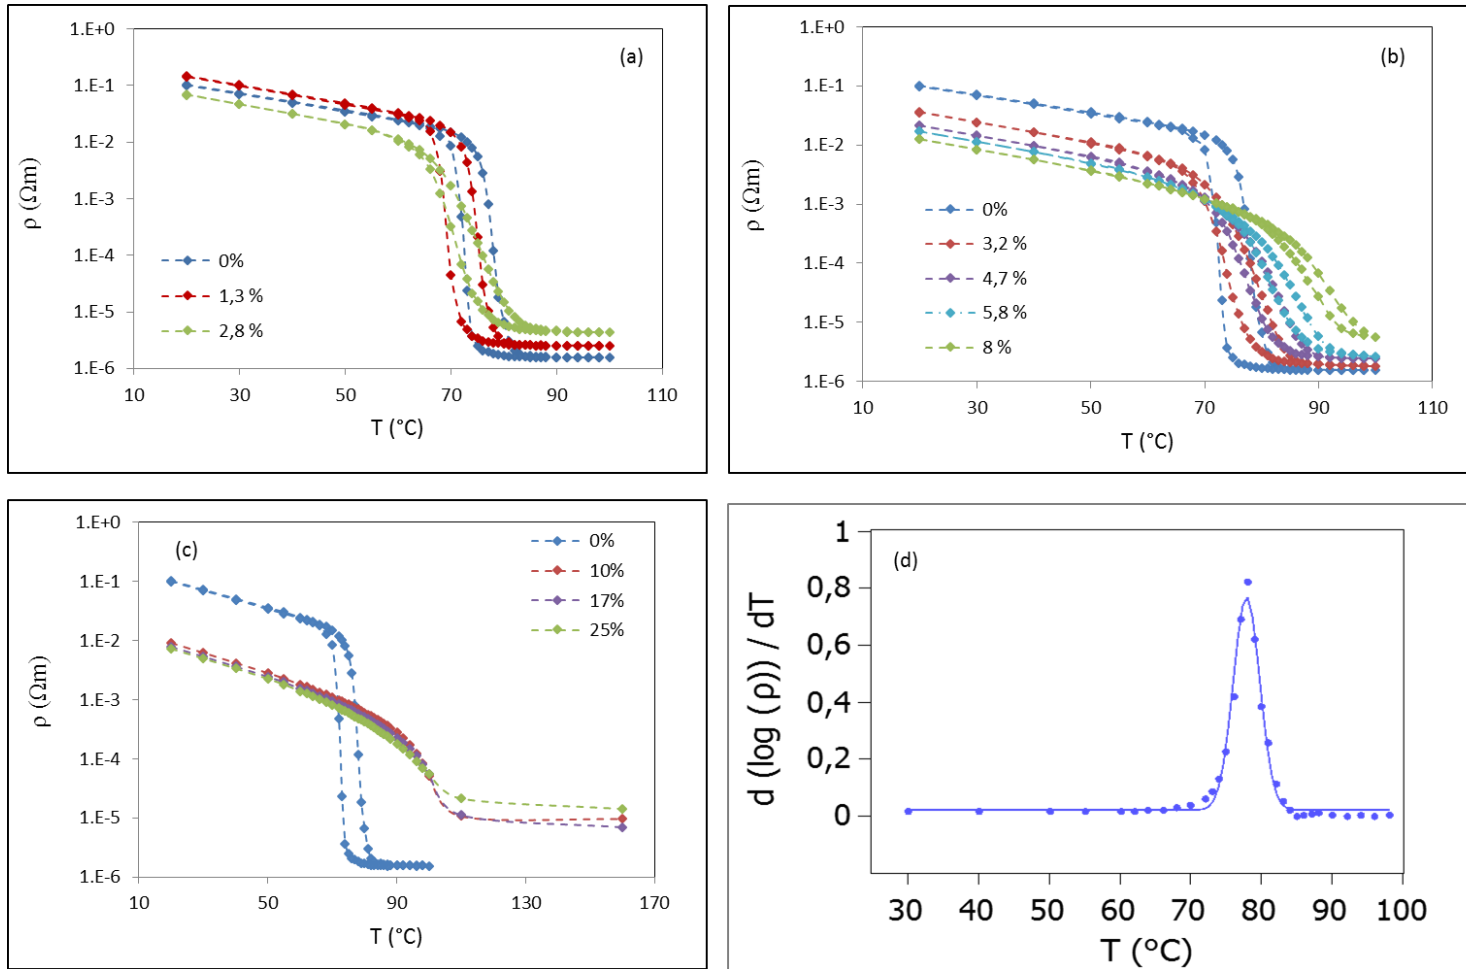 (a)
1.E+0
1.E-1
1.E-2
1.E-3
1.E-4
1.E-5
1.E-6
ρ (Ωm)
0%
1,3 %
2,8 %
10 30 50 70 90 110
T (°C)
(b)
1.E+0
1.E-1
1.E-2
1.E-3
1.E-4
1.E-5
1.E-6
ρ (Ωm)
0%
3,2 %
4,7 %
5,8 %
8 %
10 30 50 70 90 110
T (°C)
(c)
1.E+0
1.E-1
1.E-2
1.E-3
1.E-4
1.E-5
1.E-6
ρ (Ωm)
0%
10%
17%
25%
10 50 90 130 170
T (°C)
(d)
1
0,8
0,6
0,4
0,2
0
d (log (ρ)) / dT
30 40 50 60 70 80 90 100
T (°C)